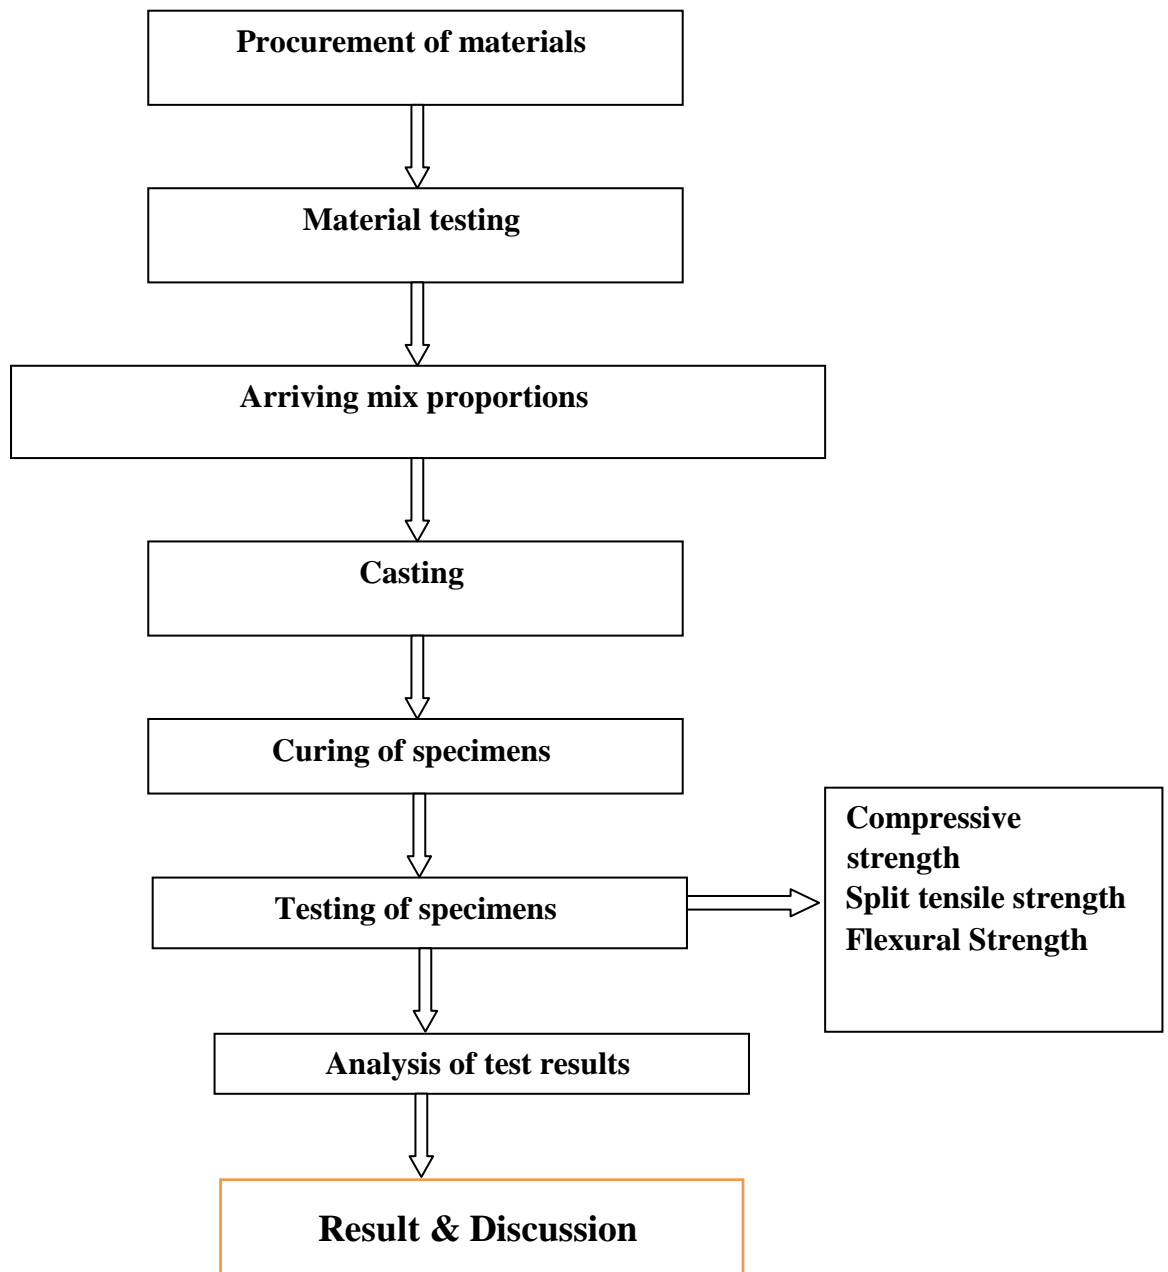 Procurement of materials
Material testing
Arriving mix proportions
Casting
Curing of specimens
Testing of specimens
Compressive
strength
Split tensile strength
Flexural Strength
Analysis of test results
Result & Discussion